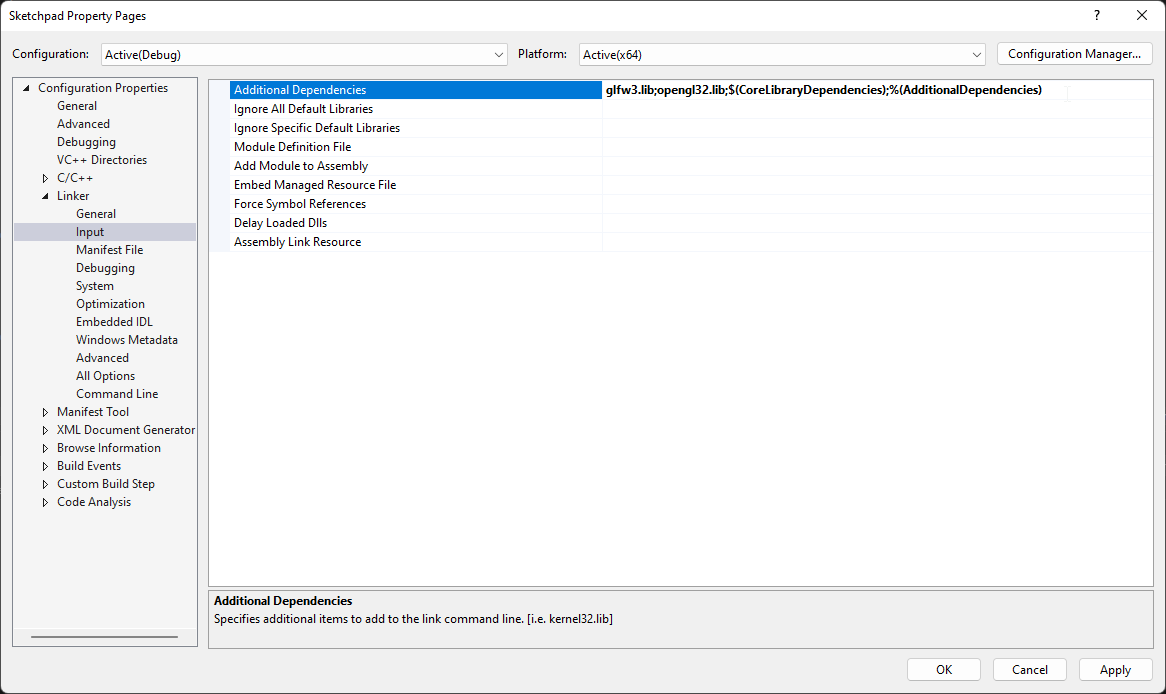 Sketchpad Property Pages
?
Configuration: Active(Debug) Platform: Active(x64) Configuration Manager...
Configuration Properties
General
Advanced
Debugging
VC++ Directories
C/C++
Linker
General
Input
Manifest File
Debugging
System
Optimization
Embedded IDL
Windows Metadata
Advanced
All Options
Command Line
Manifest Tool
XML Document Generator
Browse Information
Build Events
Custom Build Step
Code Analysis
Additional Dependencies glfw3.lib;opengl32.lib;$(CoreLibraryDependencies);%(AdditionalDependencies)
Ignore All Default Libraries
Ignore Specific Default Libraries
Module Definition File
Add Module to Assembly
Embed Managed Resource File
Force Symbol References
Delay Loaded Dlls
Assembly Link Resource
Additional Dependencies
Specifies additional items to add to the link command line. [i.e. kernel32.lib]
OK Cancel Apply